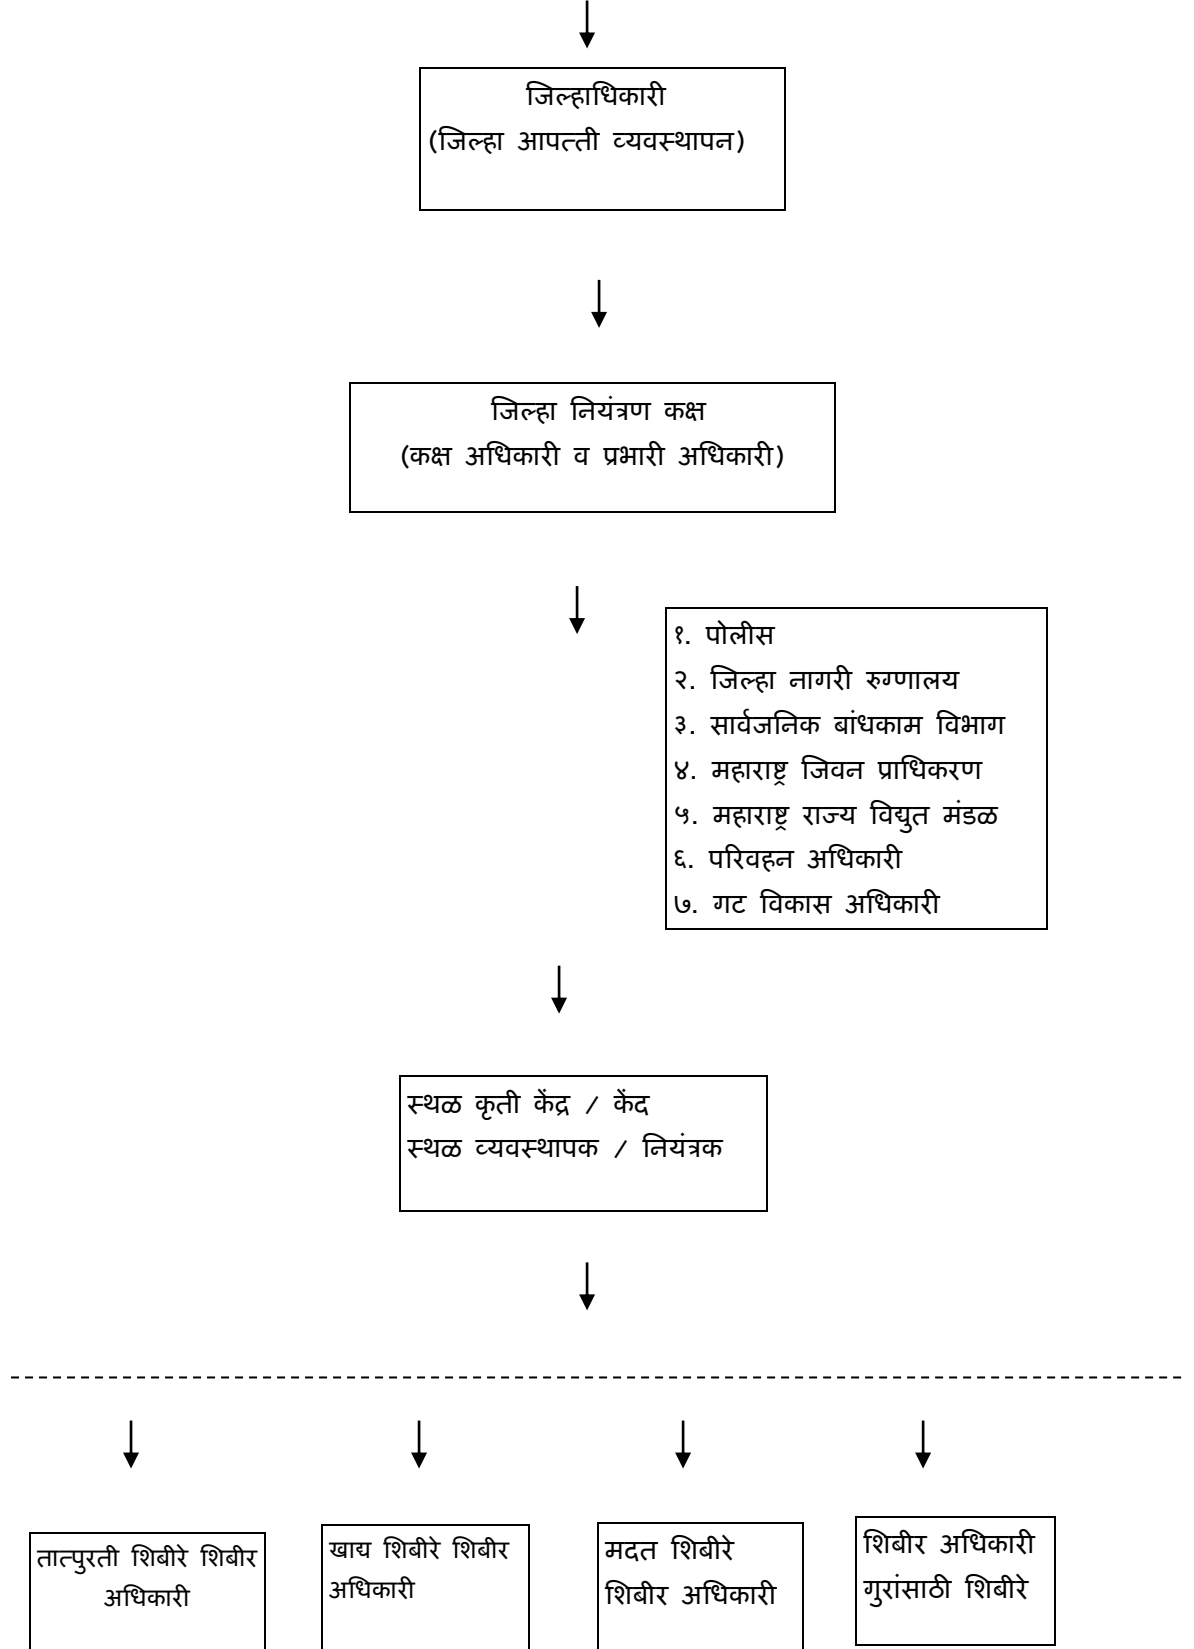 जिल्हाधिकारी
(जिल्हा आपत्ती व्यवस्थापन)
जिल्हा नियंत्रण कक्ष
(कक्ष अधिकारी व प्रभारी अधिकारी)
१. पोलीस
२. जिल्हा नागरी रुग्णालय
३. सार्वजनिक बांधकाम विभाग
४. महाराष्ट्र जिवन प्राधिकरण
५. महाराष्ट्र राज्य विद्युत मंडळ
६. परिवहन अधिकारी
७. गट विकास अधिकारी
स्थळ कृती केंद्र / केंद
स्थळ व्यवस्थापक / नियंत्रक
तात्पुरती शिबीरे शिबीर
अधिकारी
खाय शिबीरे शिबीर
अधिकारी
मदत शिबीरे
शिबीर अधिकारी
शिबीर अधिकारी
गुरांसाठी शिबीरे